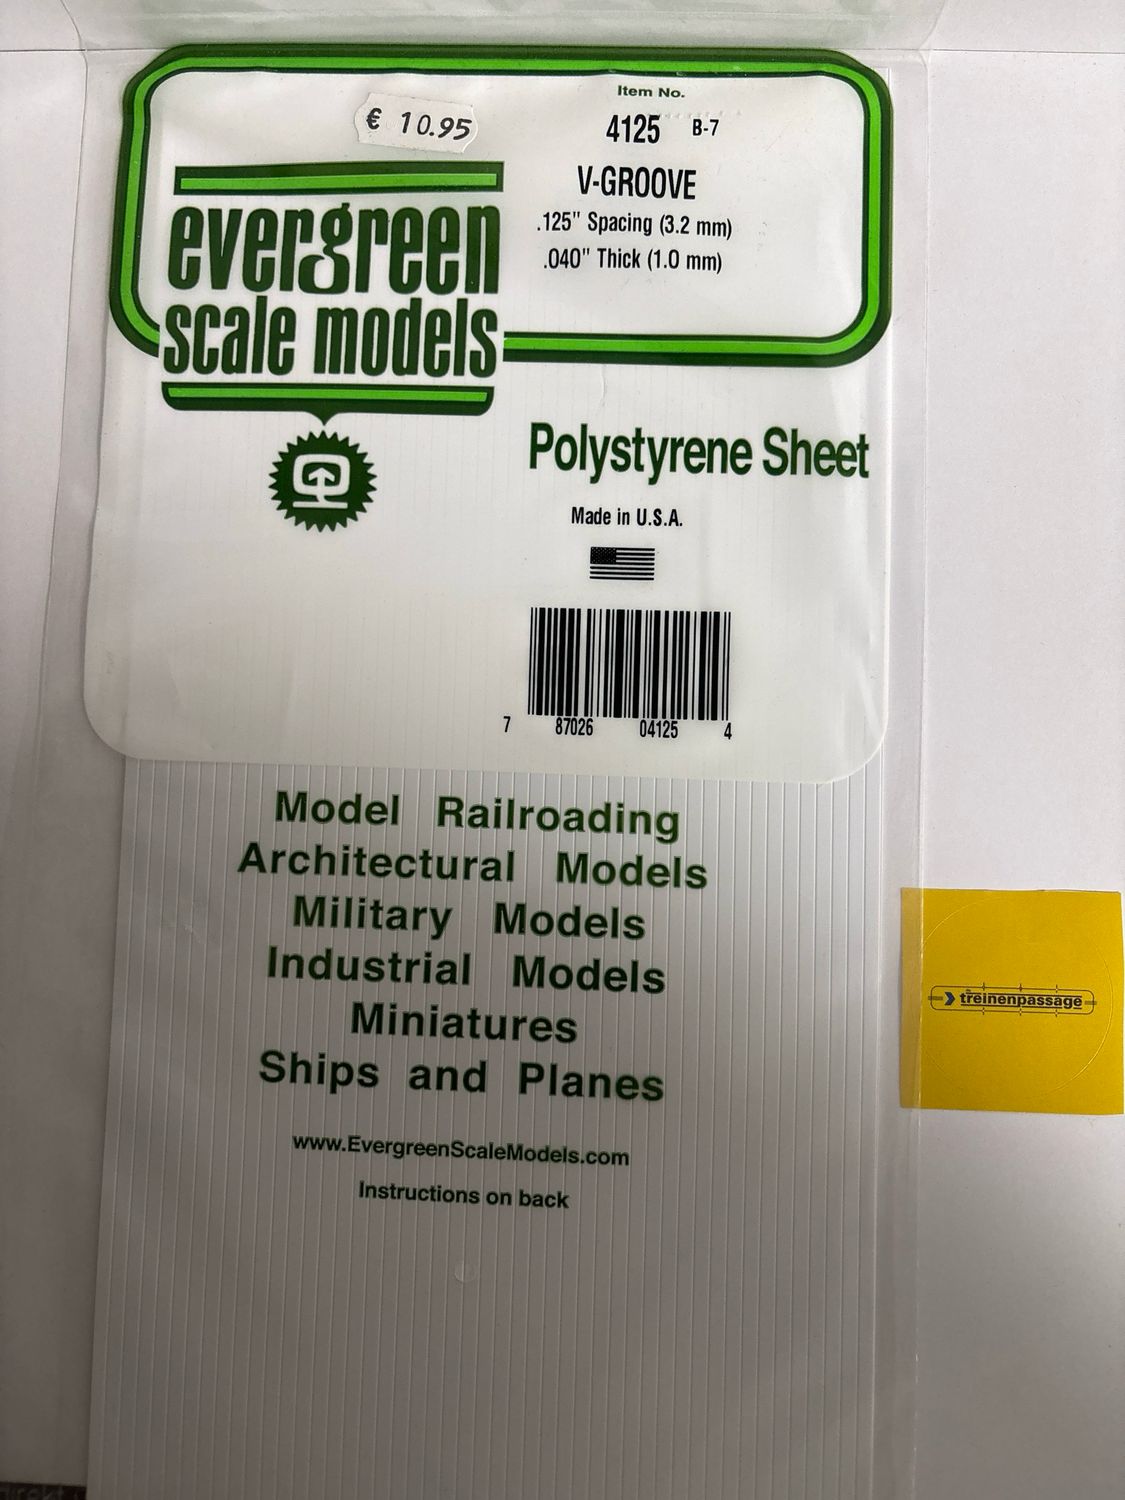 € 10.95
Item No.
4125 B-7
V-GROOVE
.125" Spacing (3.2 mm)
.040" Thick (1.0 mm)
evergreen
scale models
Polystyrene Sheet
Made in U.S.A.
7 87026 04125 4
Model Railroading
Architectural Models
Military Models
Industrial Models
Miniatures
Ships and Planes
www.EvergreenScaleModels.com
Instructions on back
treinenpassage